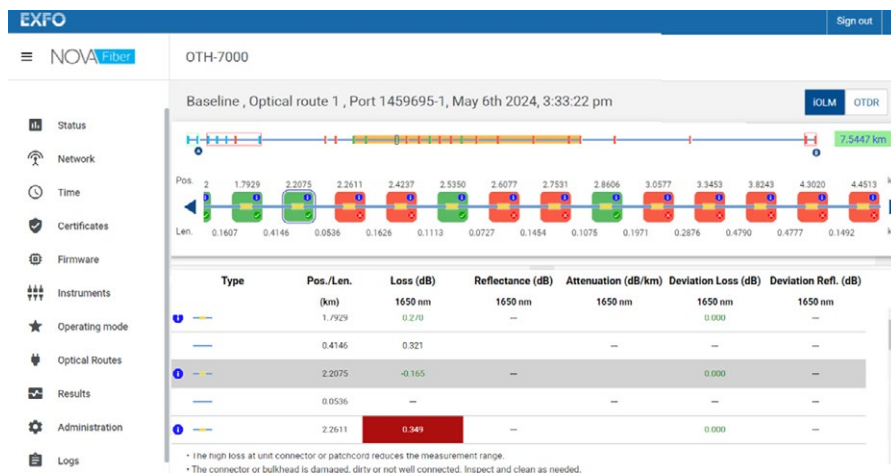 EXFO
Sign out
NOVA Fiber
OTH-7000
Baseline , Optical route 1 , Port 1459695-1, May 6th 2024, 3:33:22 pm
iOLM OTDR
7.5447 km
A
B
Pos. 2 1.7929 2.2075 2.2611 2.4237 2.5350 2.6077 2.7531 2.8606 3.0577 3.3453 3.8243 4.3020 4.4513 k
Len. 0.1607 0.4146 0.0536 0.1626 0.1113 0.0727 0.1454 0.1075 0.1971 0.2876 0.4790 0.4777 0.1492 k
Status
Network
Time
Certificates
Firmware
Instruments
Operating mode
Optical Routes
Results
Administration
Logs
Type Pos./Len. Loss (dB) Reflectance (dB) Attenuation (dB/km) Deviation Loss (dB) Deviation Refl. (dB)
(km) 1650 nm 1650 nm 1650 nm 1650 nm 1650 nm
1.7929 0.270 — 0.000 —
0.4146 0.321 — — —
2.2075 -0.165 — 0.000 —
0.0536 — — — —
2.2611 0.349 — 0.000 —
• The high loss at unit connector or patchcord reduces the measurement range.
• The connector or bulkhead is damaged, dirty or not well connected. Inspect and clean as needed.